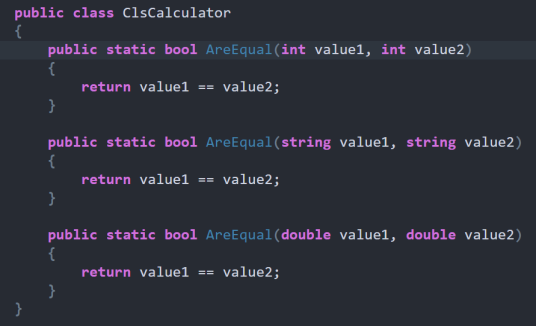 public class ClsCalculator
{
    public static bool AreEqual(int value1, int value2)
    {
        return value1 == value2;
    }

    public static bool AreEqual(string value1, string value2)
    {
        return value1 == value2;
    }

    public static bool AreEqual(double value1, double value2)
    {
        return value1 == value2;
    }
}